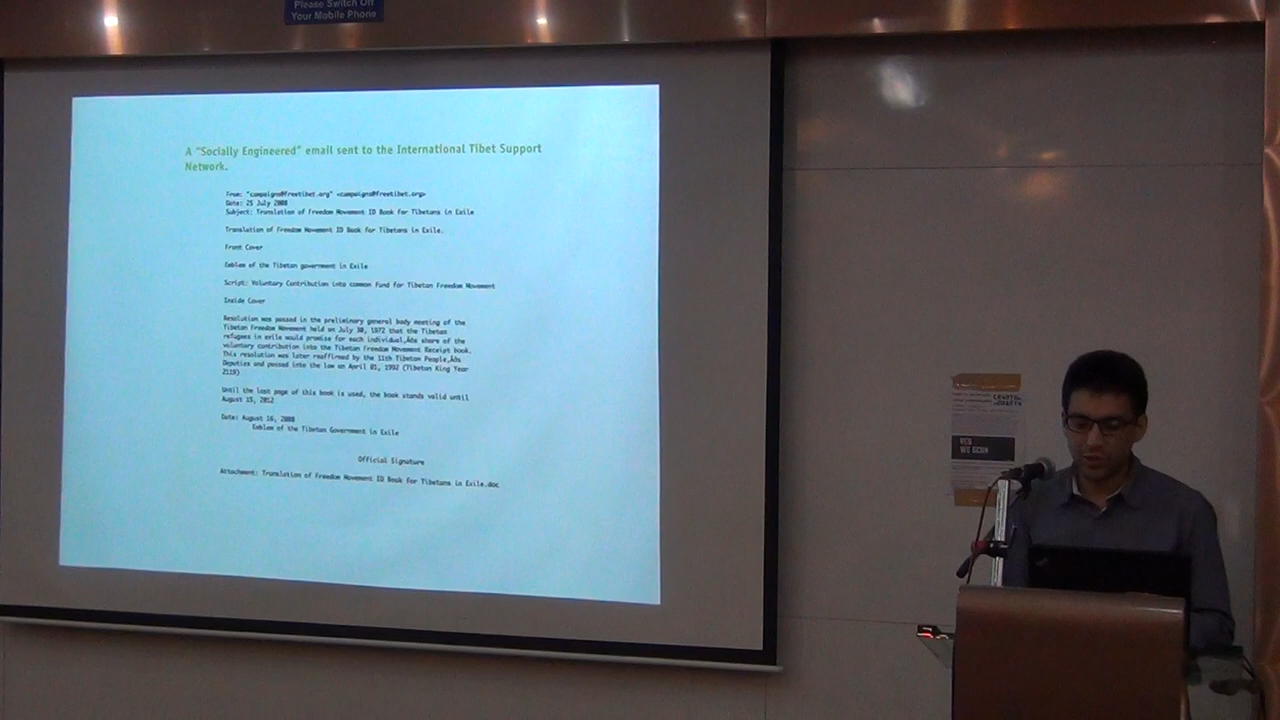 Please Switch Off
Your Mobile Phone
A "Socially Engineered" email sent to the International Tibet Support
Network.
From: "campaigns@freetibet.org" <campaigns@freetibet.org>
Date: 25 July 2008
Subject: Translation of Freedom Movement ID Book for Tibetans in Exile
Translation of Freedom Movement ID Book for Tibetans in Exile.
Front Cover
Emblem of the Tibetan government in Exile
Script: Voluntary Contribution into common fund for Tibetan Freedom Movement
Inside Cover
Resolution was passed in the preliminary general body meeting of the
Tibetan Freedom Movement held on July 30, 1972 that the Tibetan
refugees in exile would promise for each individual‚Äôs share of the
voluntary contribution into the Tibetan Freedom Movement Receipt book.
This resolution was later reaffirmed by the 11th Tibetan People‚Äôs
Deputies and passed into the law on April 01, 1992 (Tibetan King Year
2119)
Until the last page of this book is used, the book stands valid until
August 15, 2012
Date: August 16, 2008
Emblem of the Tibetan Government in Exile
Official Signature
Attachment: Translation of Freedom Movement ID Book for Tibetans in Exile.doc
YES
WE SCAN